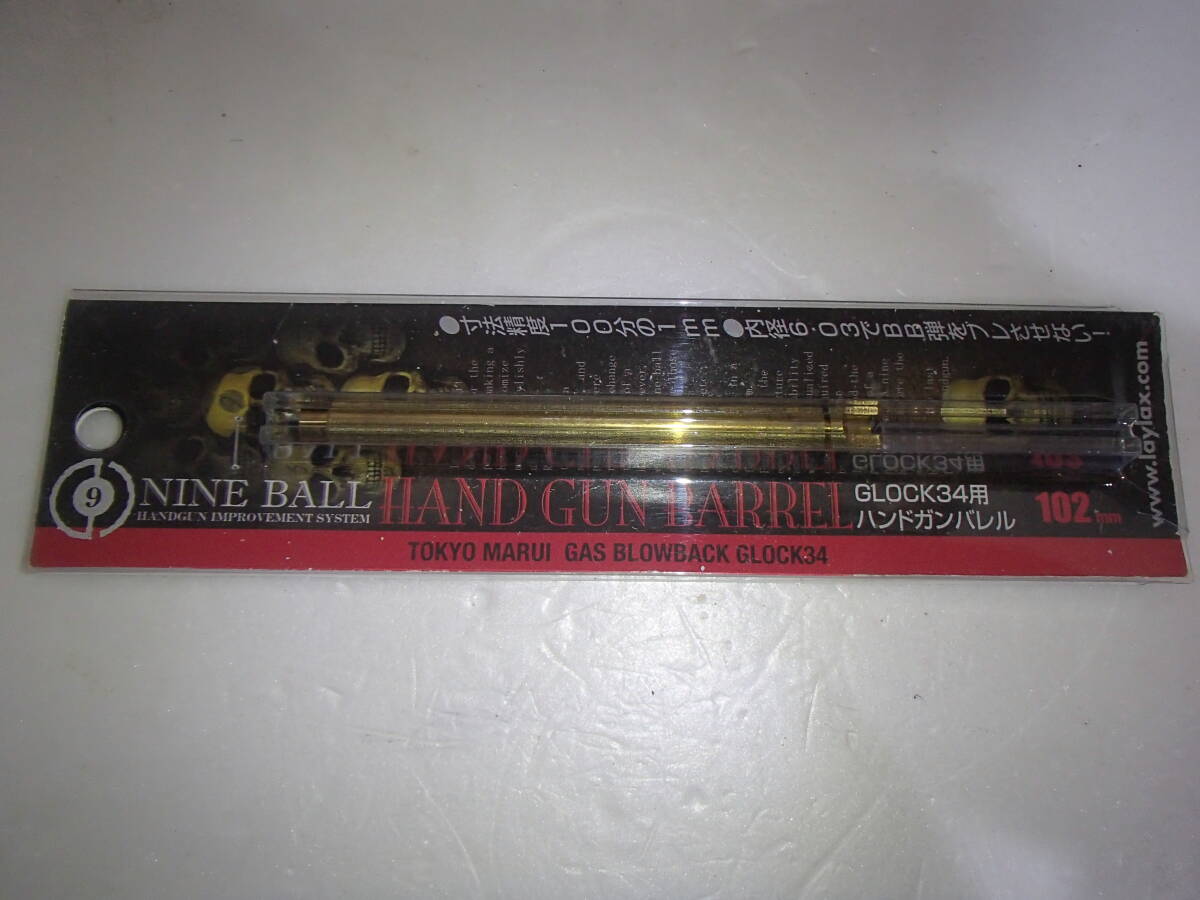 ●寸法精度100分の1mm ●内径6.03でBB弾をブレさせない!
www.laylax.com
9
NINE BALL
HANDGUN IMPROVEMENT SYSTEM
HAND GUN BARREL
GLOCK34用
ハンドガンバレル
102mm
TOKYO MARUI GAS BLOWBACK GLOCK34